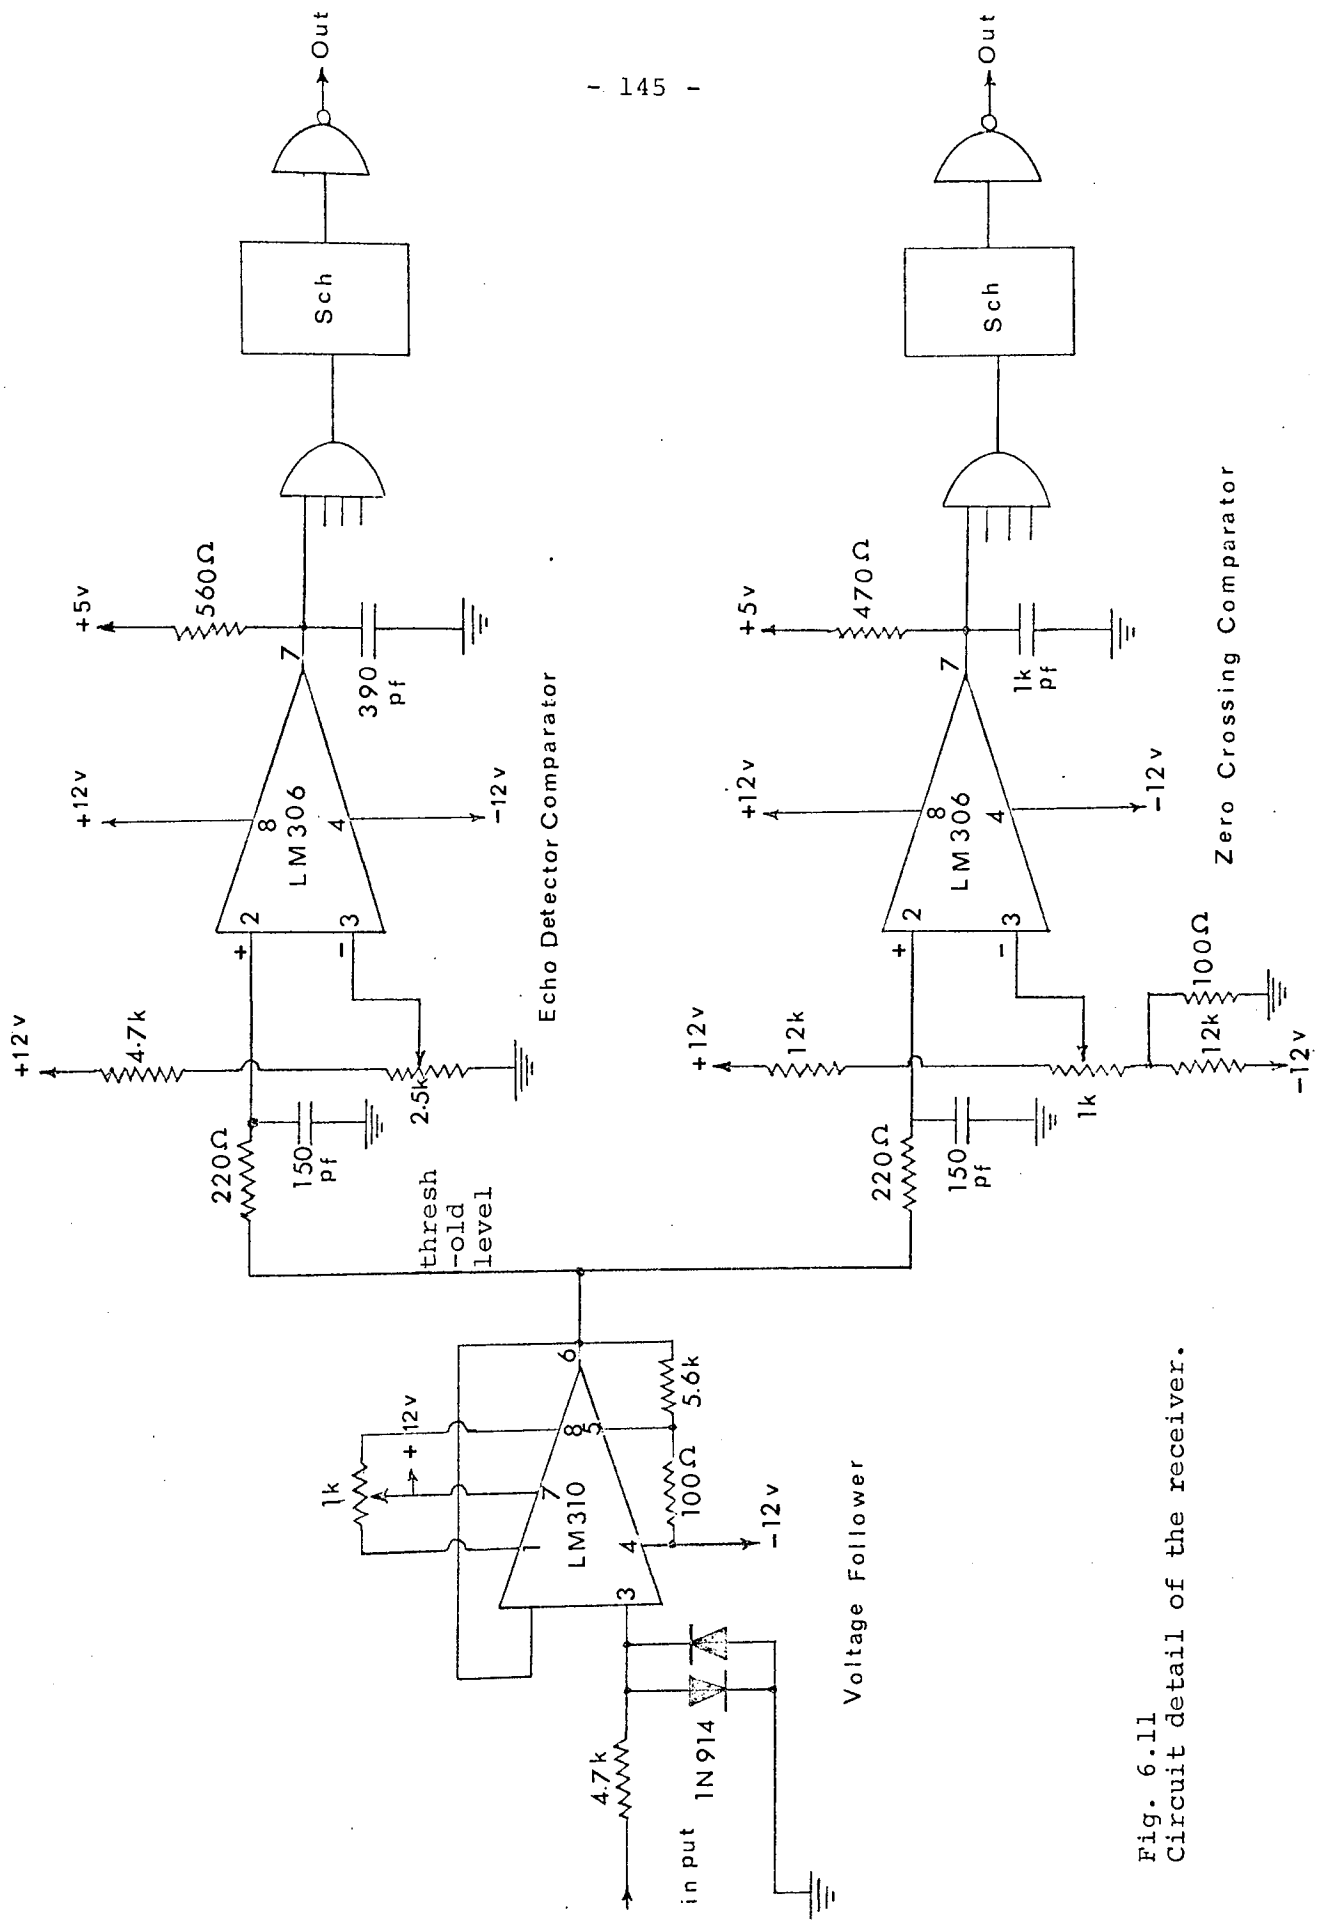 - 145 -
+12v
4.7k
2.5k
220Ω
150
pf
+
2
-
3
+12v
8
LM306
4
-12v
7
+5v
560Ω
390
pf
Sch
Out
Echo Detector Comparator
thresh
-old
level
1k
+12v
1
7
8
5
6
LM310
3
4
100Ω
5.6k
-12v
4.7k
input
1N914
Voltage Follower
+12v
12k
220Ω
150
pf
1k
100Ω
12k
-12v
+
2
-
3
+12v
8
LM306
4
-12v
7
+5v
470Ω
1k
pf
Sch
Out
Zero Crossing Comparator
Fig. 6.11
Circuit detail of the receiver.